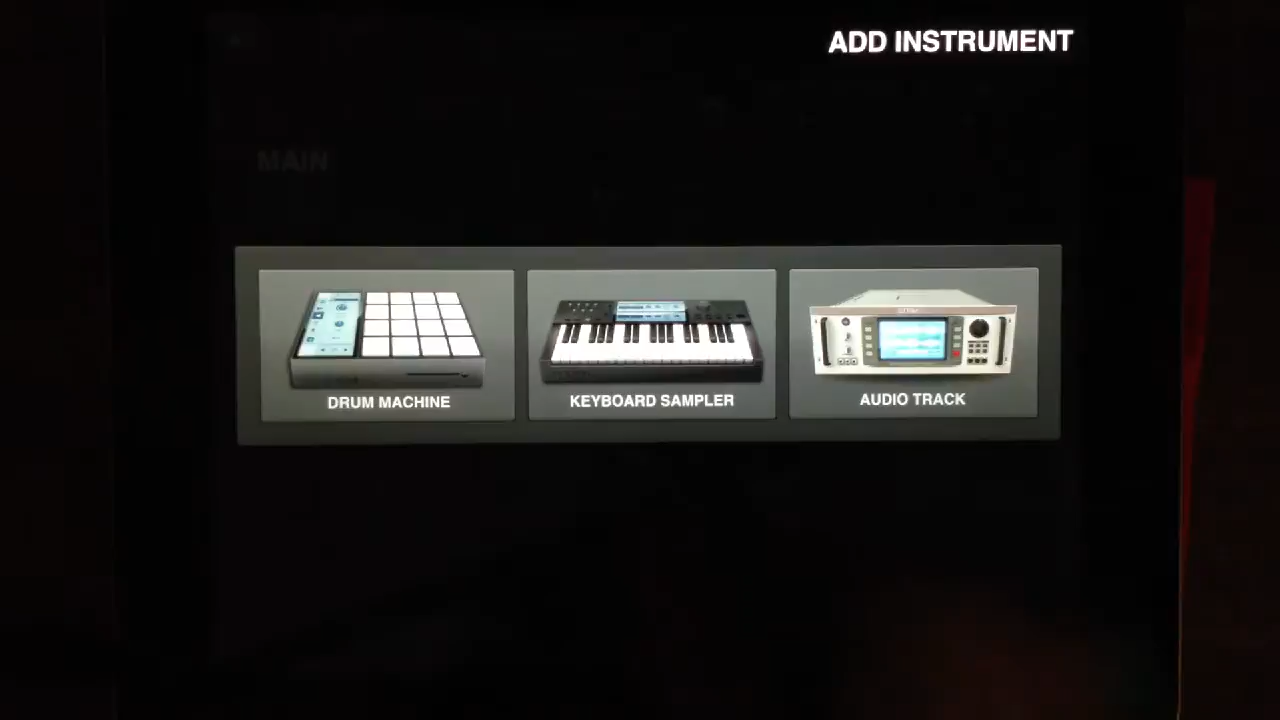 ADD INSTRUMENT
MAIN
DRUM MACHINE
KEYBOARD SAMPLER
AUDIO TRACK